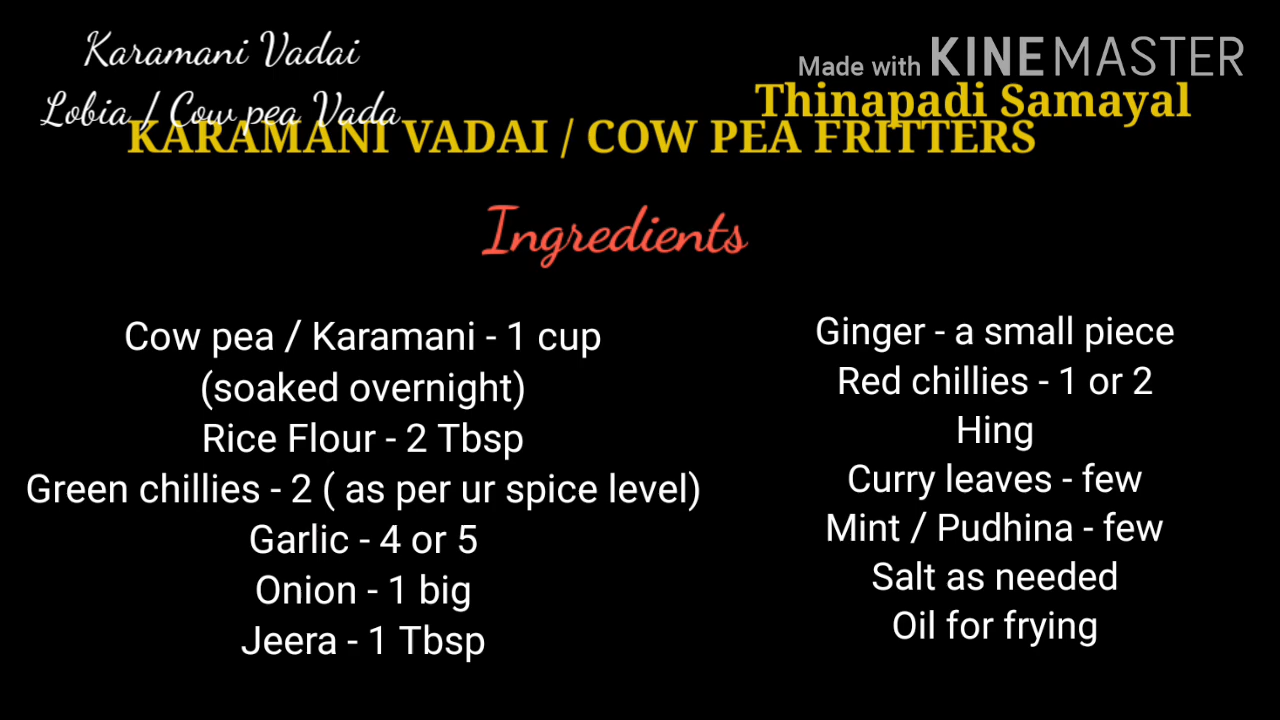 Karamani Vadai
Lobia / Cow pea Vada
Made with KINEMASTER
Thinapadi Samayal
KARAMANI VADAI / COW PEA FRITTERS
Ingredients
Cow pea / Karamani - 1 cup
(soaked overnight)
Rice Flour - 2 Tbsp
Green chillies - 2 ( as per ur spice level)
Garlic - 4 or 5
Onion - 1 big
Jeera - 1 Tbsp
Ginger - a small piece
Red chillies - 1 or 2
Hing
Curry leaves - few
Mint / Pudhina - few
Salt as needed
Oil for frying